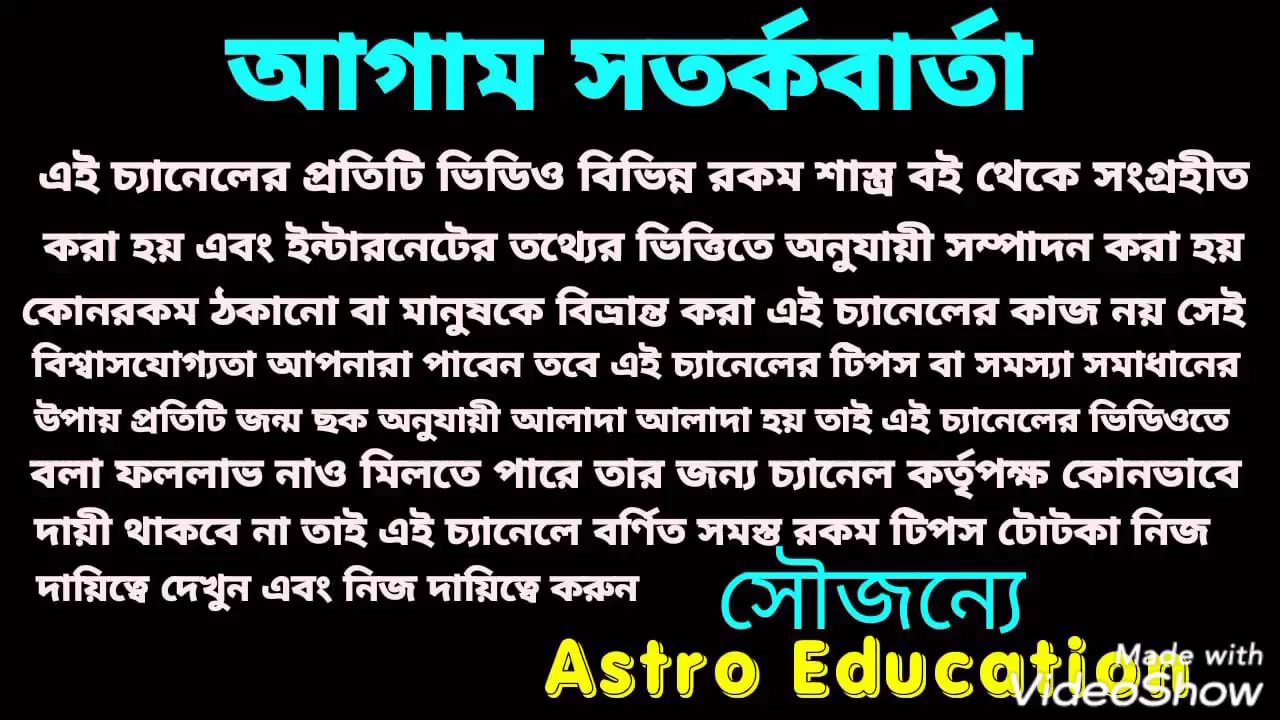 আগাম সতর্কবার্তা
এই চ্যানেলের প্রতিটি ভিডিও বিভিন্ন রকম শাস্ত্র বই থেকে সংগ্রহীত
করা হয় এবং ইন্টারনেটের তথ্যের ভিত্তিতে অনুযায়ী সম্পাদন করা হয়
কোনরকম ঠকানো বা মানুষকে বিভ্রান্ত করা এই চ্যানেলের কাজ নয় সেই
বিশ্বাসযোগ্যতা আপনারা পাবেন তবে এই চ্যানেলের টিপস বা সমস্যা সমাধানের
উপায় প্রতিটি জন্ম ছক অনুযায়ী আলাদা আলাদা হয় তাই এই চ্যানেলের ভিডিওতে
বলা ফললাভ নাও মিলতে পারে তার জন্য চ্যানেল কর্তৃপক্ষ কোনভাবে
দায়ী থাকবে না তাই এই চ্যানেলে বর্ণিত সমস্ত রকম টিপস টোটকা নিজ
দায়িত্বে দেখুন এবং নিজ দায়িত্বে করুন
সৌজন্যে
Astro Education
Made with
VideoShow